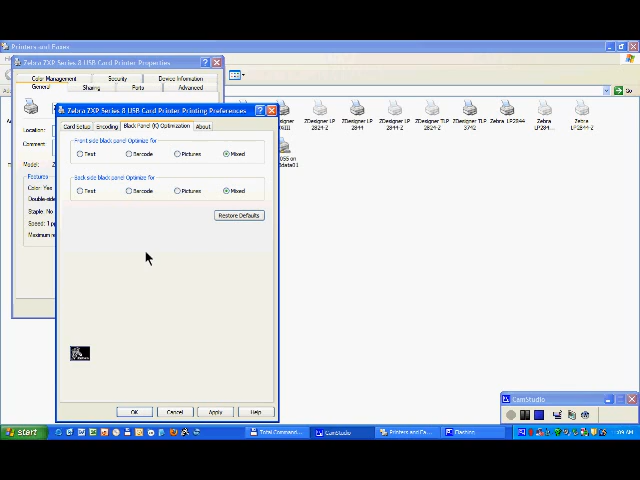 Printers and Faxes
Zebra ZXP Series 8 USB Card Printer Properties
Color Management
Security
Device Information
General
Sharing
Ports
Advanced
Go
Zebra ZXP Series 8 USB Card Printer Printing Preferences
Card Setup
Encoding
Black Panel (K) Optimization
About
Location:
Comment:
Features
Color: Yes
Double-side
Staple: No
Speed: 1 pp
Maximum re
Front side black panel Optimize for
Text
Barcode
Pictures
Mixed
Back side black panel Optimize for
Text
Barcode
Pictures
Mixed
Restore Defaults
ZDesigner LP
2824-Z
ZDesigner LP
2844
ZDesigner LP
2844-Z
ZDesigner TLP
2824-Z
ZDesigner TLP
3742
Zebra LP2844
Zebra
LP284...
Zebra
LP2844-Z
OK
Cancel
Apply
Help
CamStudio
start
Total Command...
CamStudio
Printers and Fa...
Flashing